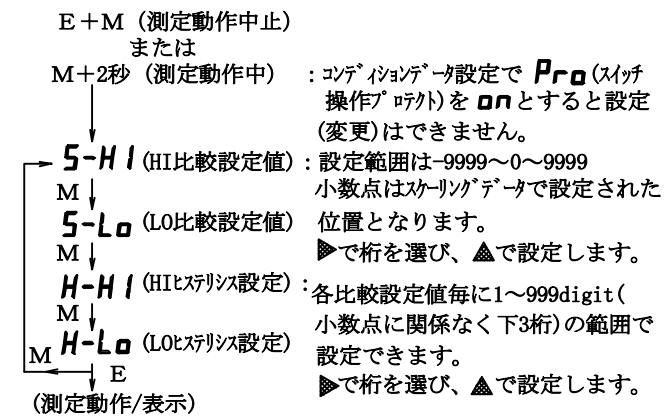 E+M (測定動作中止)
または
M+2秒 (測定動作中) :コンディションデータ設定で Pro(スイッチ
操作プロテクト)を onとすると設定
(変更)はできません。
S-HI (HI比較設定値) : 設定範囲は-9999~0~9999
M 小数点はスケーリングデータで設定された
S-Lo (LO比較設定値) 位置となります。
M ▶で桁を選び、▲で設定します。
H-HI (HIヒステリシス設定) : 各比較設定値毎に1~999digit(
M 小数点に関係なく下3桁)の範囲で
H-Lo (LOヒステリシス設定) 設定できます。
M E ▶で桁を選び、▲で設定します。
(測定動作/表示)